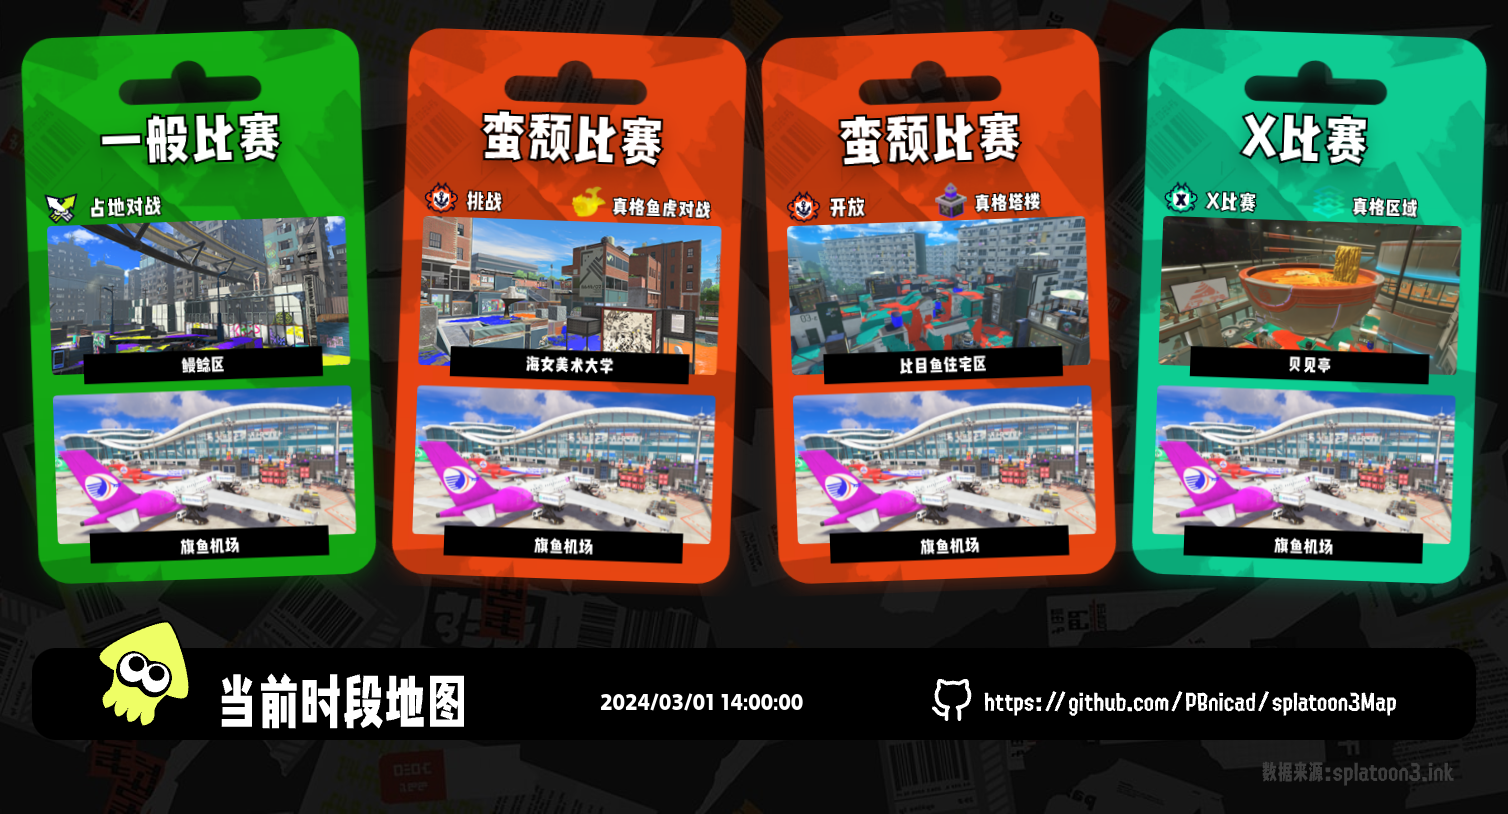 一般比赛
占地对战
鳗鲶区
旗鱼机场
蛮颓比赛
挑战
真格鱼虎对战
海女美术大学
旗鱼机场
蛮颓比赛
开放
真格塔楼
比目鱼住宅区
旗鱼机场
X比赛
X比赛
真格区域
贝见亭
旗鱼机场
当前时段地图
2024/03/01 14:00:00
https://github.com/PBnicad/splatoon3Map
数据来源:splatoon3.ink